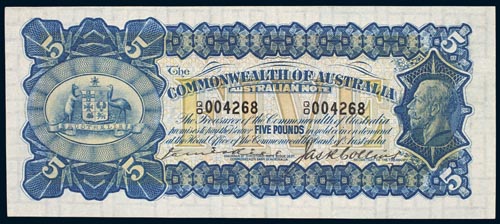 5 5
The
COMMONWEALTH OF AUSTRALIA
AUSTRALIAN NOTE
004268 004268
The Treasurer of the Commonwealth of Australia
promises to pay the Bearer FIVE POUNDS in gold coin on demand
at the Head Office of the Commonwealth Bank of Australia
AUSTRALIA
5 5